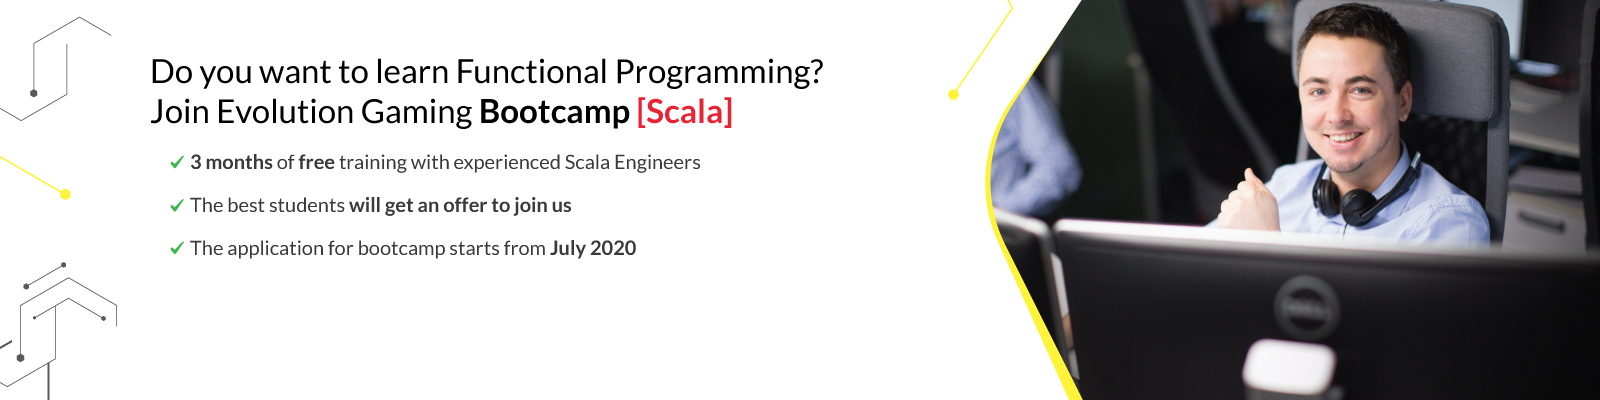 Do you want to learn Functional Programming?
Join Evolution Gaming Bootcamp [Scala]
3 months of free training with experienced Scala Engineers
The best students will get an offer to join us
The application for bootcamp starts from July 2020
DELL